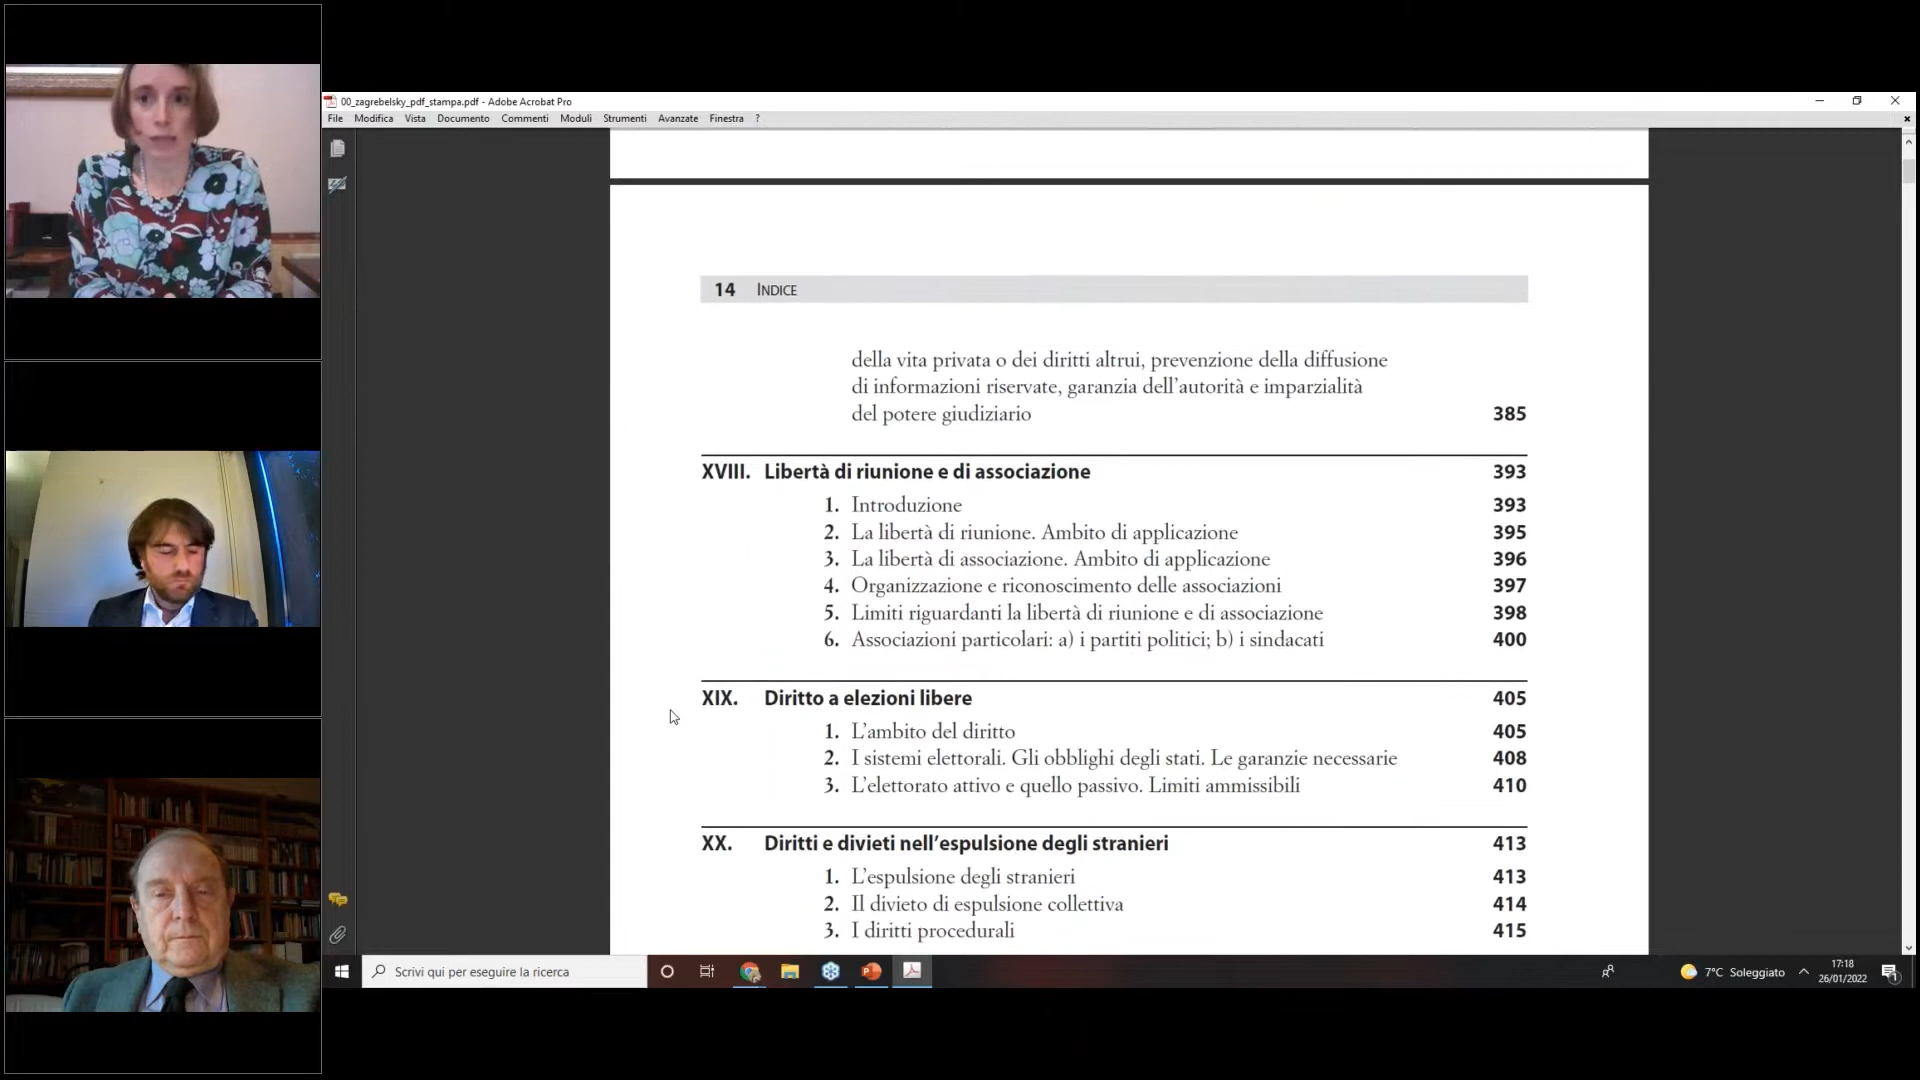 00_zagrebelsky_pdf_stampa.pdf - Adobe Acrobat Pro
File Modifica Vista Documento Commenti Moduli Strumenti Avanzate Finestra ?
14 INDICE
della vita privata o dei diritti altrui, prevenzione della diffusione
di informazioni riservate, garanzia dell’autorità e imparzialità
del potere giudiziario 385
XVIII. Libertà di riunione e di associazione 393
1. Introduzione 393
2. La libertà di riunione. Ambito di applicazione 395
3. La libertà di associazione. Ambito di applicazione 396
4. Organizzazione e riconoscimento delle associazioni 397
5. Limiti riguardanti la libertà di riunione e di associazione 398
6. Associazioni particolari: a) i partiti politici; b) i sindacati 400
XIX. Diritto a elezioni libere 405
1. L’ambito del diritto 405
2. I sistemi elettorali. Gli obblighi degli stati. Le garanzie necessarie 408
3. L’elettorato attivo e quello passivo. Limiti ammissibili 410
XX. Diritti e divieti nell’espulsione degli stranieri 413
1. L’espulsione degli stranieri 413
2. Il divieto di espulsione collettiva 414
3. I diritti procedurali 415
Scrivi qui per eseguire la ricerca
7°C Soleggiato
17:18
26/01/2022
1